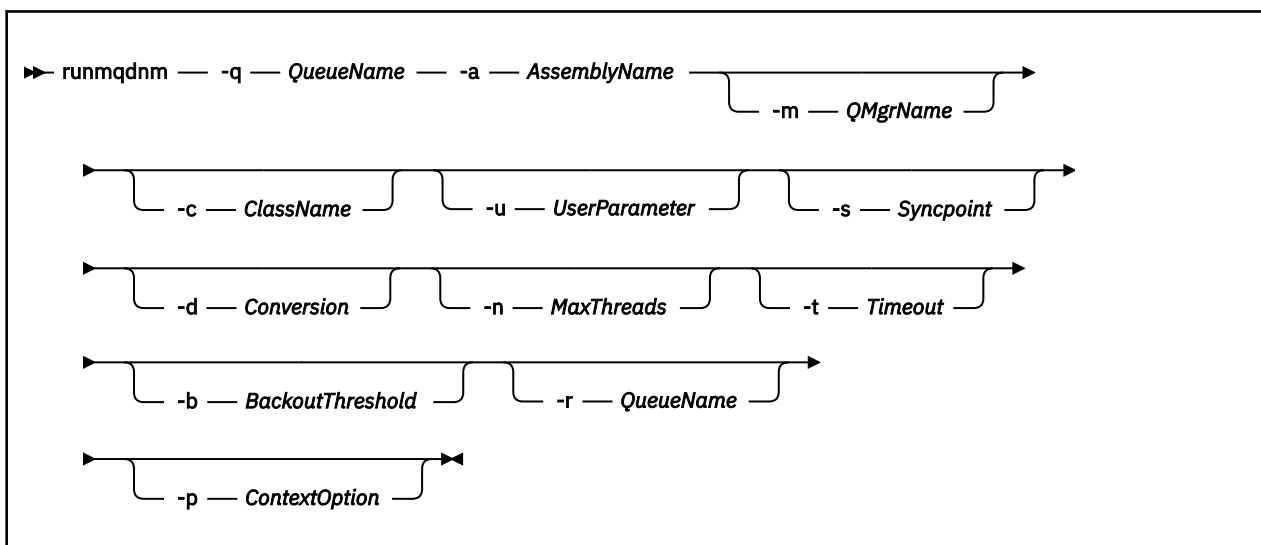 runmqdnm -q QueueName -a AssemblyName
-m QMgrName
-c ClassName -u UserParameter -s Syncpoint
-d Conversion -n MaxThreads -t Timeout
-b BackoutThreshold -r QueueName
-p ContextOption